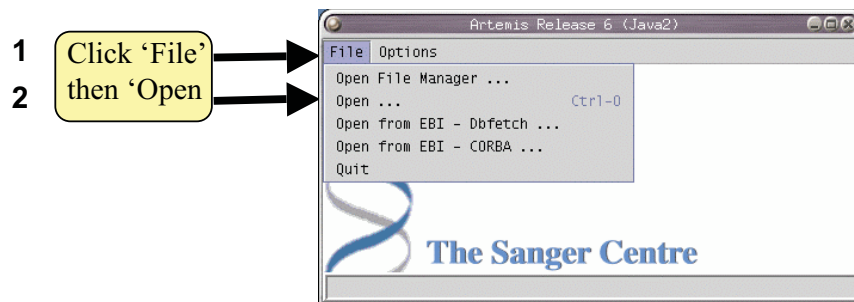 Artemis Release 6 (Java2)
File Options
1 Click ‘File’
2 then ‘Open
Open File Manager ...
Open ... Ctrl-O
Open from EBI - Dbfetch ...
Open from EBI - CORBA ...
Quit
The Sanger Centre